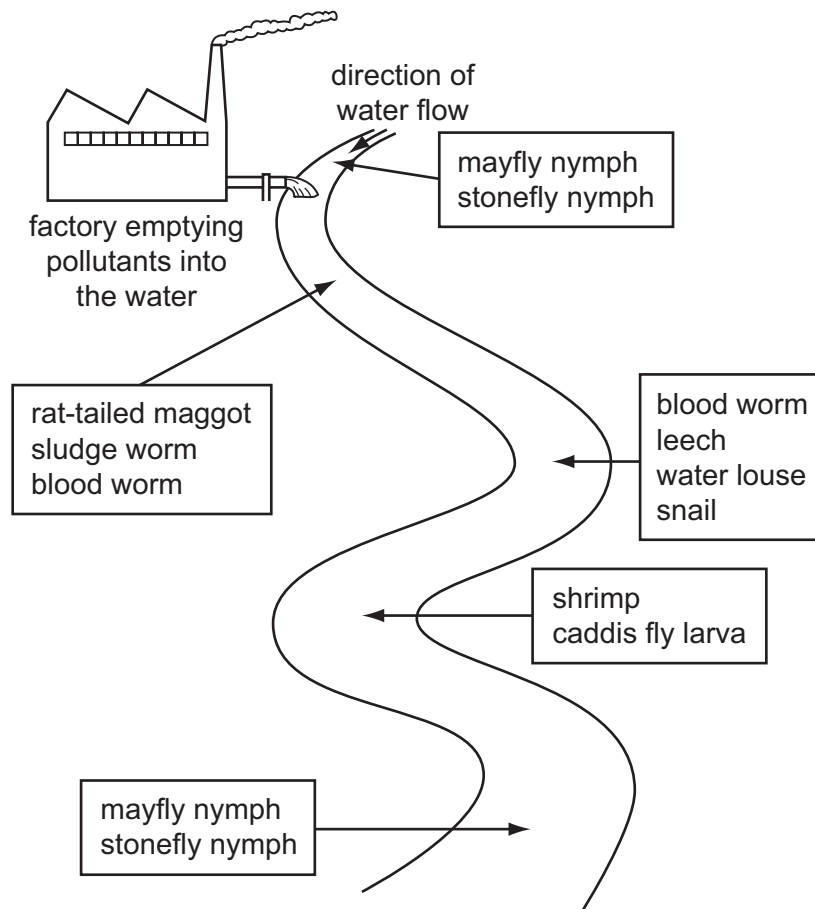 direction of
water flow
mayfly nymph
stonefly nymph
factory emptying
pollutants into
the water
rat-tailed maggot
sludge worm
blood worm
blood worm
leech
water louse
snail
shrimp
caddis fly larva
mayfly nymph
stonefly nymph